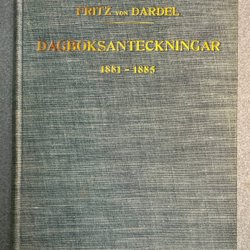 FRITZ VON DARDEL
DAGBOKSANTECKNINGAR
1881 - 1885